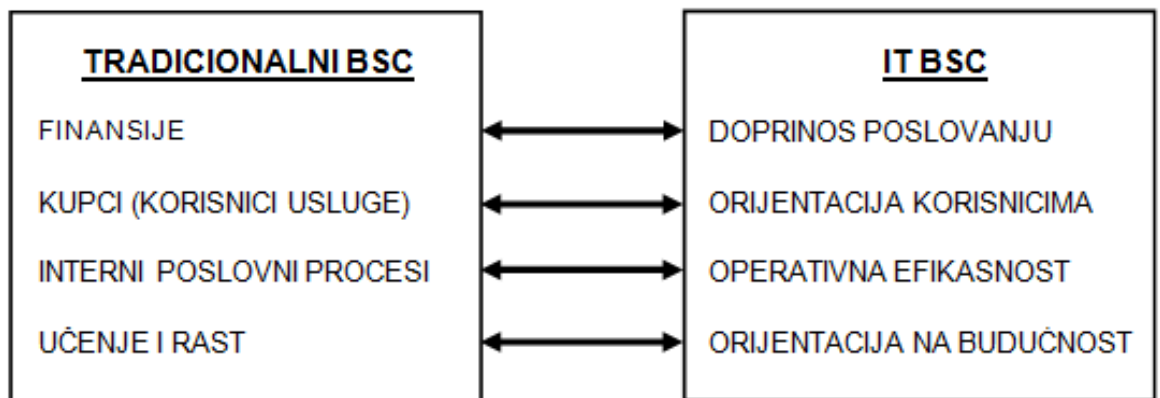 TRADICIONALNI BSC
FINANSIJE
KUPCI (KORISNICI USLUGE)
INTERNI POSLOVNI PROCESI
UČENJE I RAST
IT BSC
DOPRINOS POSLOVANJU
ORIJENTACIJA KORISNICIMA
OPERATIVNA EFIKASNOST
ORIJENTACIJA NA BUDUĆNOST